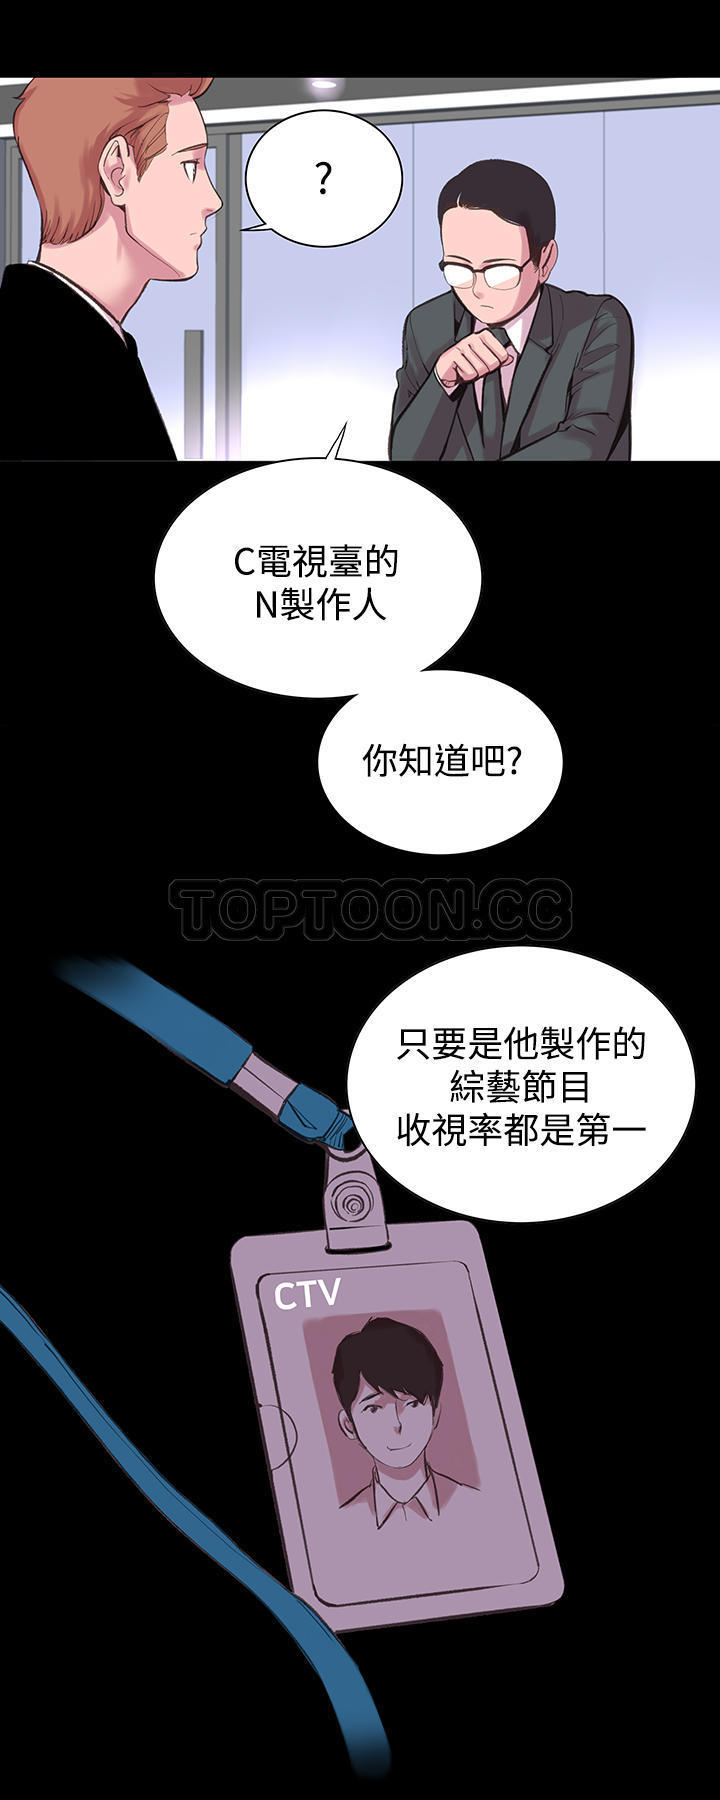 ?
C電視臺的
N製作人
你知道吧?
TOPTOON.CC
只要是他製作的
綜藝節目
收視率都是第一
CTV